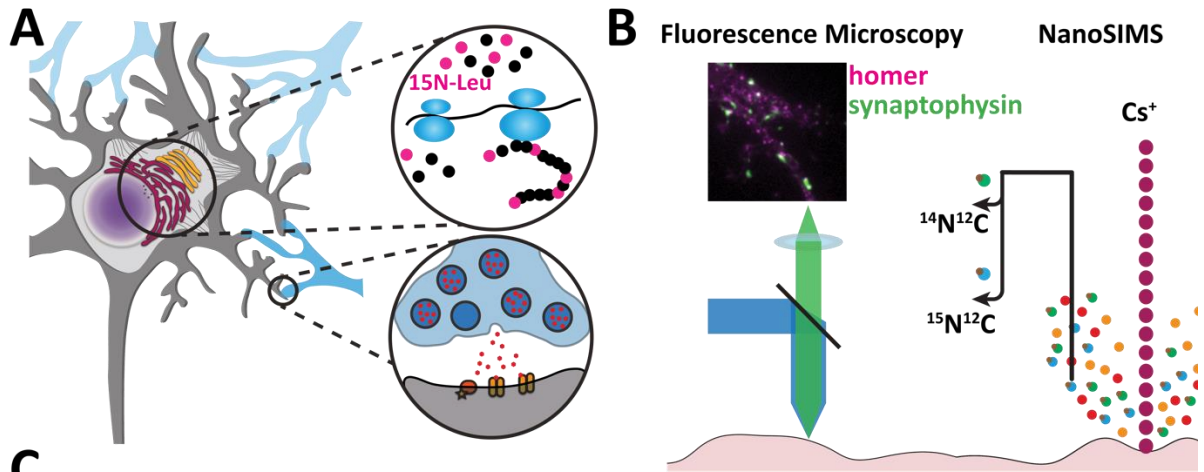 A
15N-Leu
B
Fluorescence Microscopy
NanoSIMS
homer
synaptophysin
Cs⁺
¹⁴N¹²C
¹⁵N¹²C
C